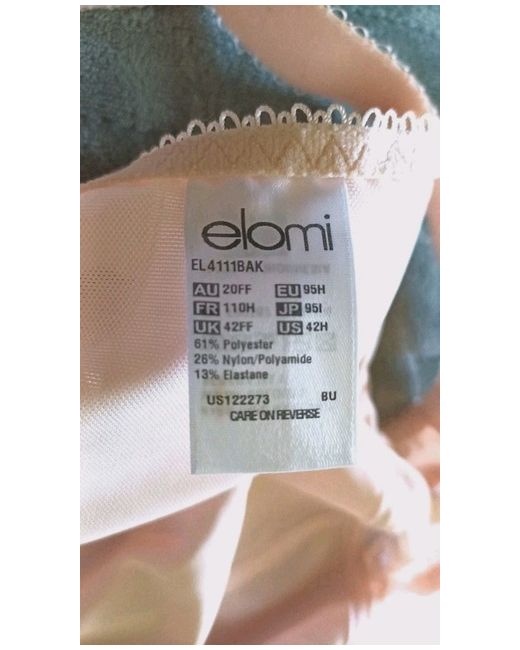 elomi
EL4111BAK
AU 20FF EU 95H
FR 110H JP 95I
UK 42FF US 42H
61% Polyester
26% Nylon/Polyamide
13% Elastane
US122273 BU
CARE ON REVERSE